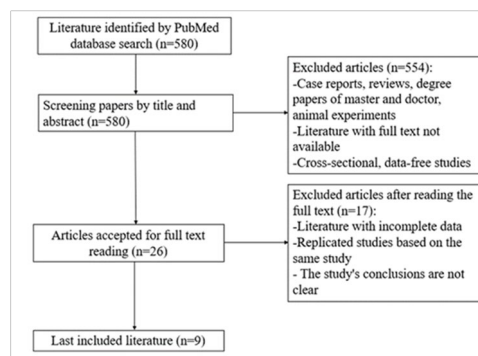 Literature identified by PubMed
database search (n=580)
Excluded articles (n=554):
-Case reports, reviews, degree
papers of master and doctor,
animal experiments
-Literature with full text not
available
-Cross-sectional, data-free studies
Screening papers by title and
abstract (n=580)
Excluded articles after reading the
full text (n=17):
-Literature with incomplete data
-Replicated studies based on the
same study
- The study's conclusions are not
clear
Articles accepted for full text
reading (n=26)
Last included literature (n=9)